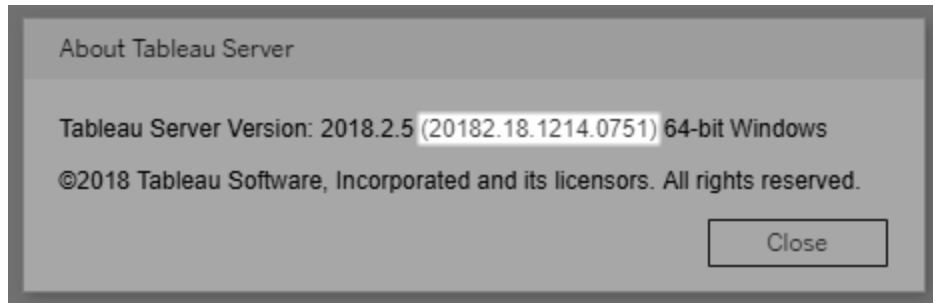 About Tableau Server
Tableau Server Version: 2018.2.5 (20182.18.1214.0751) 64-bit Windows
©2018 Tableau Software, Incorporated and its licensors. All rights reserved.
Close